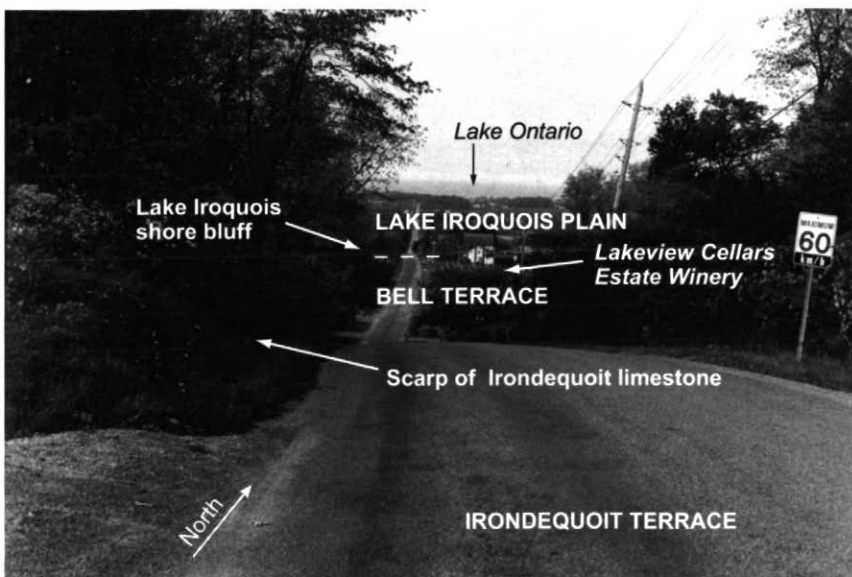 Lake Ontario
Lake Iroquois
shore bluff
LAKE IROQUOIS PLAIN
MAXIMUM
60
km/h
Lakeview Cellars
Estate Winery
BELL TERRACE
Scarp of Irondequoit limestone
North
IRONDEQUOIT TERRACE